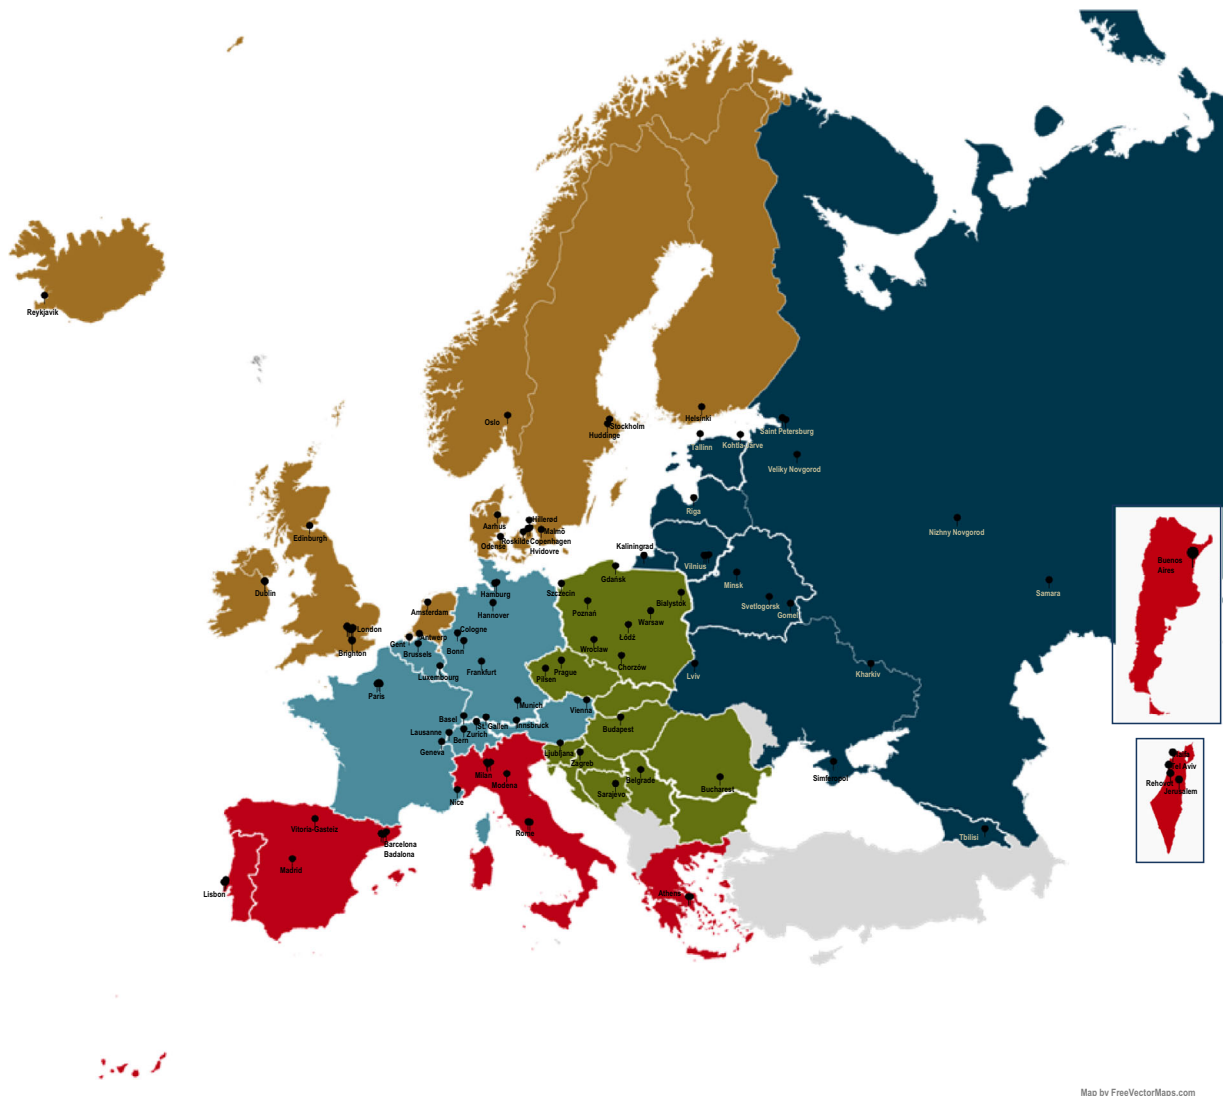 Reykjavik
Oslo
Helsinki
Stockholm
Huddinge
Saint Petersburg
Tallinn
Kohtla-Järve
Veliky Novgorod
Riga
Nizhny Novgorod
Hillerød
Aarhus
Malmö
Edinburgh
Roskilde
Copenhagen
Odense
Hvidovre
Kaliningrad
Buenos
Aires
Vilnius
Gdańsk
Minsk
Samara
Dublin
Hamburg
Szczecin
Bialystok
Svetlogorsk
Amsterdam
Hannover
Poznań
Warsaw
Gomel
London
Cologne
Antwerp
Łódź
Gent
Bonn
Wrocław
Brighton
Brussels
Chorzów
Luxembourg
Frankfurt
Prague
Lviv
Kharkiv
Pilsen
Paris
Munich
Vienna
Basel
St. Gallen
Innsbruck
Lausanne
Bern
Zurich
Budapest
Geneva
Ljubljana
Zagreb
Tel Aviv
Milan
Modena
Belgrade
Simferopol
Rehovot
Jerusalem
Nice
Sarajevo
Bucharest
Vitoria-Gasteiz
Rome
Tbilisi
Barcelona
Badalona
Madrid
Lisbon
Athens
Map by FreeVectorMaps.com